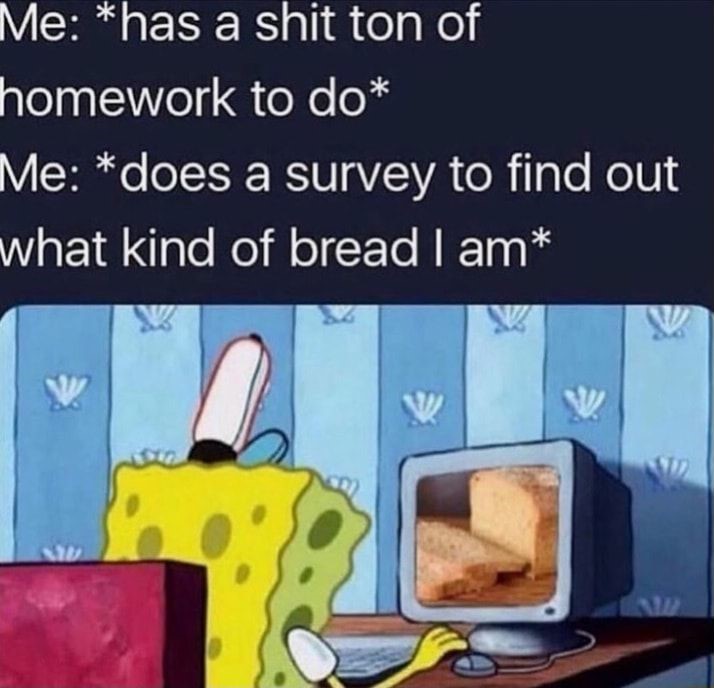 Me: *has a shit ton of
homework to do*
Me: *does a survey to find out
what kind of bread I am*